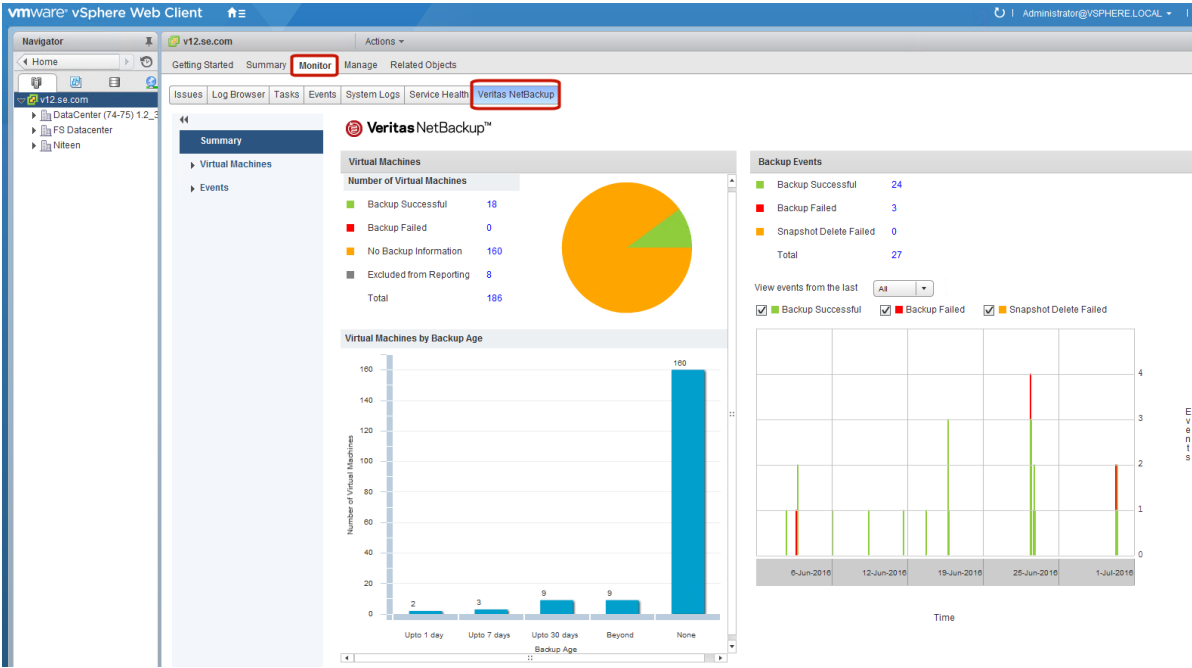 vmware® vSphere Web Client
Administrator@VSPHERE.LOCAL
Navigator
v12.se.com Actions
Home
Getting Started Summary Monitor Manage Related Objects
Issues Log Browser Tasks Events System Logs Service Health Veritas NetBackup
v12.se.com
DataCenter (74-75) 1.2_3
FS Datacenter
Niteen
Summary
Virtual Machines
Events
Veritas NetBackup™
Virtual Machines
Number of Virtual Machines
Backup Successful 18
Backup Failed 0
No Backup Information 160
Excluded from Reporting 8
Total 186
Virtual Machines by Backup Age
Number of Virtual Machines
160
140
120
100
80
60
40
20
0
2 3 9 9 160
Upto 1 day Upto 7 days Upto 30 days Beyond None
Backup Age
Backup Events
Backup Successful 24
Backup Failed 3
Snapshot Delete Failed 0
Total 27
View events from the last All
Backup Successful Backup Failed Snapshot Delete Failed
4
3
2
1
0
Events
6-Jun-2016 12-Jun-2016 19-Jun-2016 25-Jun-2016 1-Jul-2016
Time